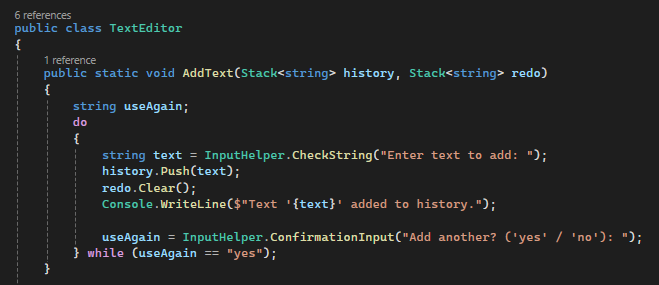 6 references
public class TextEditor
{
1 reference
public static void AddText(Stack<string> history, Stack<string> redo)
{
string useAgain;
do
{
string text = InputHelper.CheckString("Enter text to add: ");
history.Push(text);
redo.Clear();
Console.WriteLine($"Text '{text}' added to history.");
useAgain = InputHelper.ConfirmationInput("Add another? ('yes' / 'no'): ");
} while (useAgain == "yes");
}